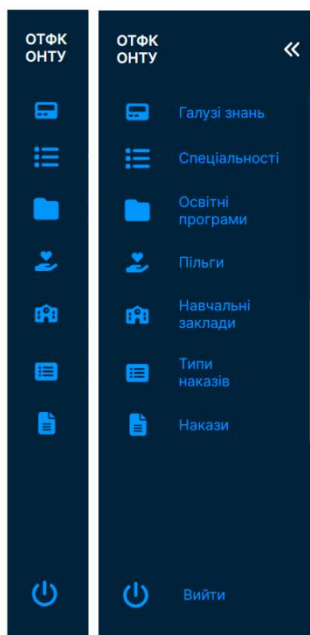 ОТФК
ОНТУ
ОТФК
ОНТУ
Галузі знань
Спеціальності
Освітні
програми
Пільги
Навчальні
заклади
Типи
наказів
Накази
Вийти